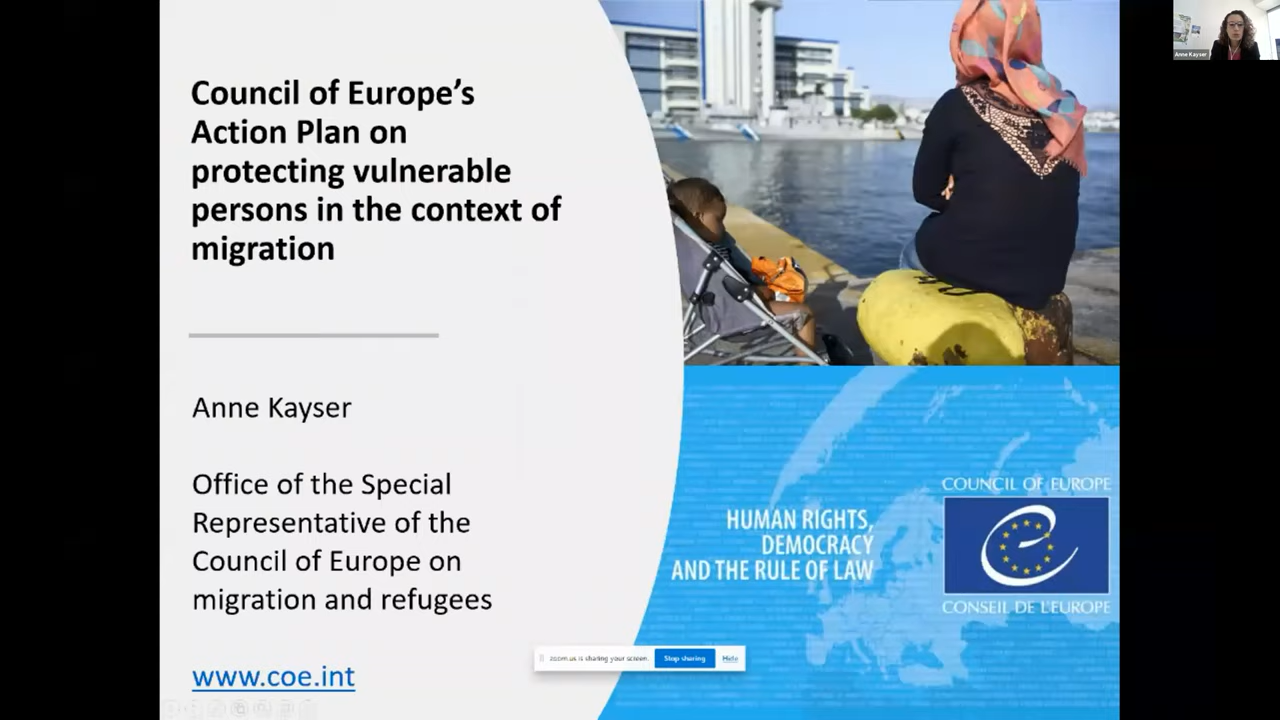 Council of Europe's
Action Plan on
protecting vulnerable
persons in the context of
migration
Anne Kayser
Office of the Special
Representative of the
Council of Europe on
migration and refugees
www.coe.int
HUMAN RIGHTS,
DEMOCRACY
AND THE RULE OF LAW
COUNCIL OF EUROPE
CONSEIL DE L'EUROPE
zoom.us is sharing your screen. Stop sharing Hide
Anne Kayser